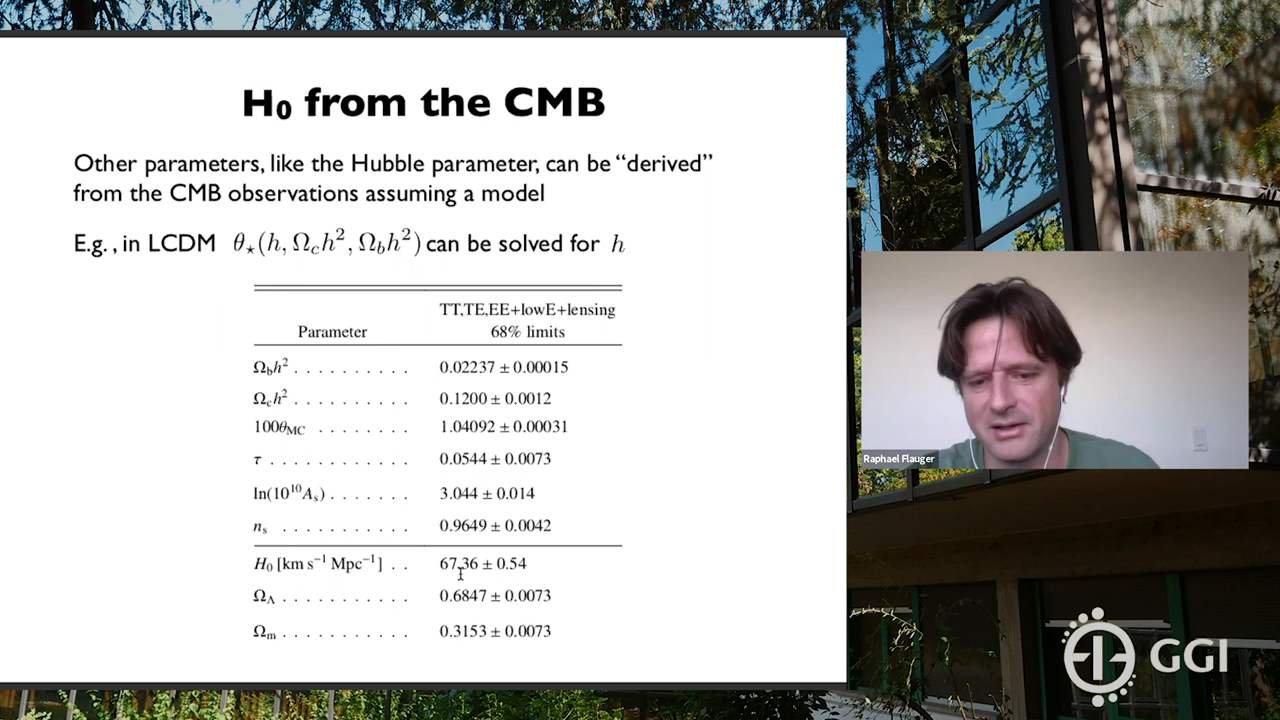 H₀ from the CMB
Other parameters, like the Hubble parameter, can be “derived”
from the CMB observations assuming a model
E.g., in LCDM θ⋆(h, Ω_c h², Ω_b h²) can be solved for h
TT,TE,EE+lowE+lensing
Parameter 68% limits
Ω_b h² . . . . . . . . . . 0.02237 ± 0.00015
Ω_c h² . . . . . . . . . . 0.1200 ± 0.0012
100θ_MC . . . . . . . . 1.04092 ± 0.00031
τ . . . . . . . . . . . . 0.0544 ± 0.0073
ln(10¹⁰A_s) . . . . . . . 3.044 ± 0.014
n_s . . . . . . . . . . . 0.9649 ± 0.0042
H₀ [km s⁻¹ Mpc⁻¹] . . 67.36 ± 0.54
Ω_Λ . . . . . . . . . . . 0.6847 ± 0.0073
Ω_m . . . . . . . . . . . 0.3153 ± 0.0073
Raphael Flauger
GGI